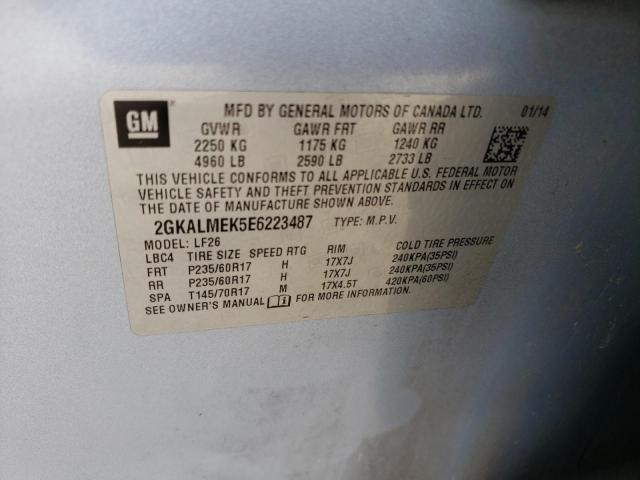 GM
MFD BY GENERAL MOTORS OF CANADA LTD. 01/14
GVWR GAWR FRT GAWR RR
2250 KG 1175 KG 1240 KG
4960 LB 2590 LB 2733 LB
THIS VEHICLE CONFORMS TO ALL APPLICABLE U.S. FEDERAL MOTOR
VEHICLE SAFETY AND THEFT PREVENTION STANDARDS IN EFFECT ON
THE DATE OF MANUFACTURE SHOWN ABOVE.
2GKALMEK5E6223487 TYPE: M.P.V.
MODEL: LF26
LBC4 TIRE SIZE SPEED RTG RIM COLD TIRE PRESSURE
FRT P235/60R17 H 17X7J 240KPA(35PSI)
RR P235/60R17 H 17X7J 240KPA(35PSI)
SPA T145/70R17 M 17X4.5T 420KPA(60PSI)
SEE OWNER'S MANUAL FOR MORE INFORMATION.